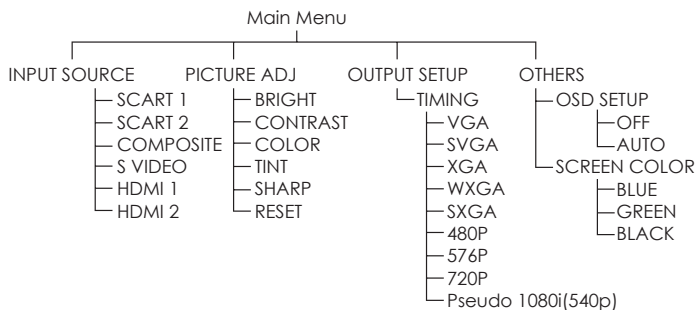 Main Menu
INPUT SOURCE
SCART 1
SCART 2
COMPOSITE
S VIDEO
HDMI 1
HDMI 2
PICTURE ADJ
BRIGHT
CONTRAST
COLOR
TINT
SHARP
RESET
OUTPUT SETUP
TIMING
VGA
SVGA
XGA
WXGA
SXGA
480P
576P
720P
Pseudo 1080i(540p)
OTHERS
OSD SETUP
OFF
AUTO
SCREEN COLOR
BLUE
GREEN
BLACK